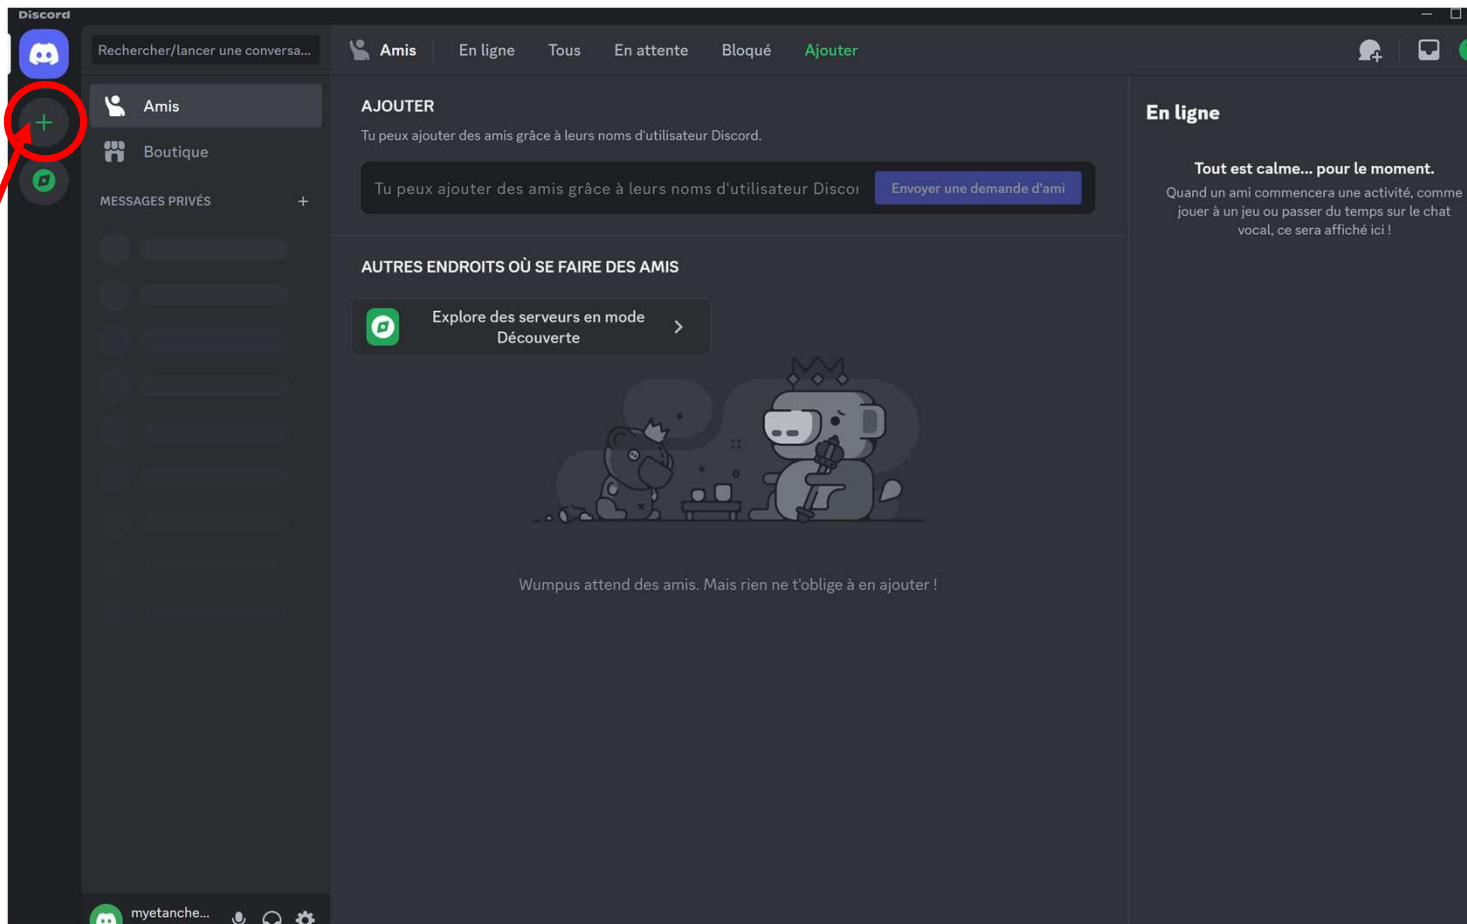 Discord
Rechercher/lancer une conversa...
Amis
En ligne
Tous
En attente
Bloqué
Ajouter
Amis
Boutique
MESSAGES PRIVÉS
AJOUTER
Tu peux ajouter des amis grâce à leurs noms d'utilisateur Discord.
Tu peux ajouter des amis grâce à leurs noms d'utilisateur Discor
Envoyer une demande d'ami
AUTRES ENDROITS OÙ SE FAIRE DES AMIS
Explore des serveurs en mode
Découverte
Wumpus attend des amis. Mais rien ne t'oblige à en ajouter !
En ligne
Tout est calme... pour le moment.
Quand un ami commencera une activité, comme
jouer à un jeu ou passer du temps sur le chat
vocal, ce sera affiché ici !
myetanche...